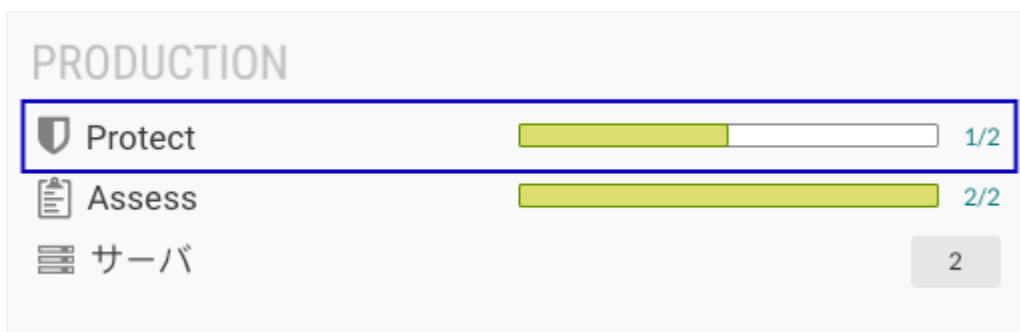 PRODUCTION
Protect 1/2
Assess 2/2
サーバ 2